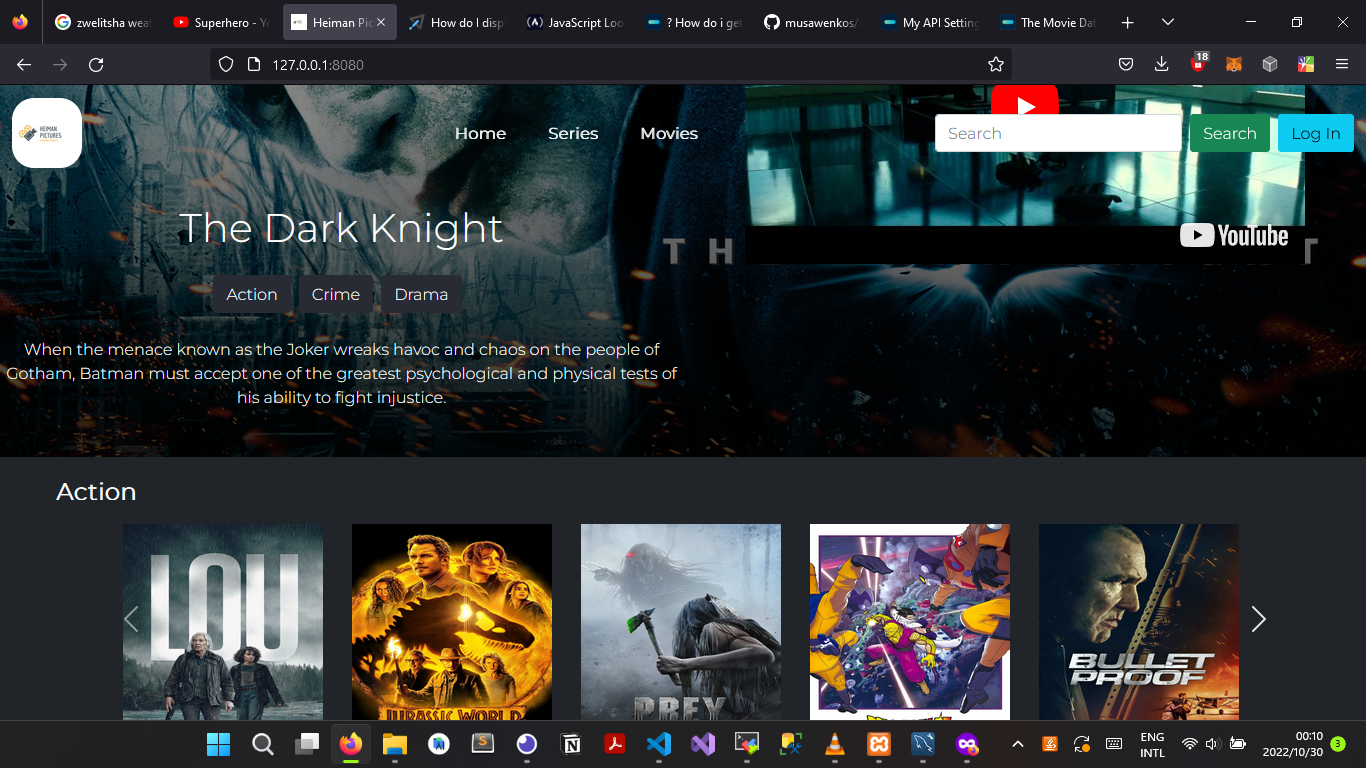 zwelitsha weat
Superhero - Yo
Heiman Pic
How do I displ
JavaScript Loo
? How do i get
musawenkos/
My API Setting
The Movie Dat
127.0.0.1:8080
18
HEIMAN
PICTURES
Home
Series
Movies
Search
Search
Log In
The Dark Knight
YouTube
T H
T
Action
Crime
Drama
When the menace known as the Joker wreaks havoc and chaos on the people of
Gotham, Batman must accept one of the greatest psychological and physical tests of
his ability to fight injustice.
Action
LOU
JURASSIC WORLD
PREY
BULLET
PROOF
ENG
INTL
00:10
2022/10/30
3